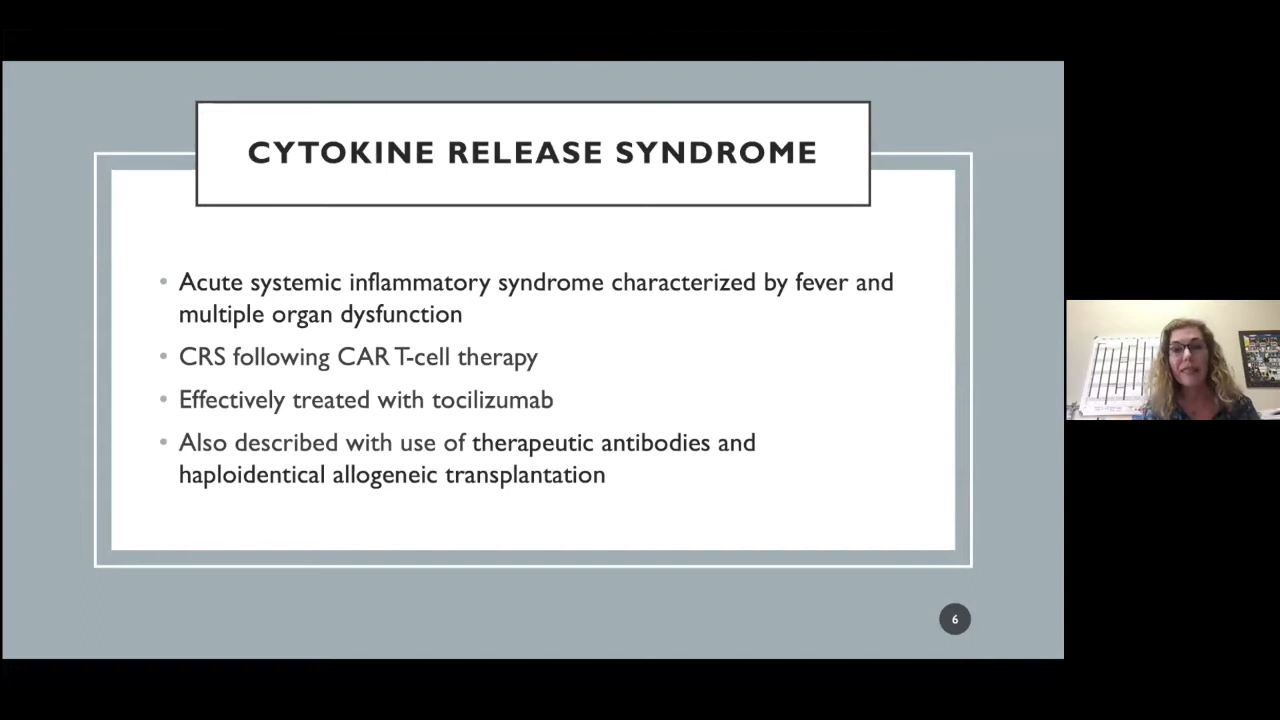 CYTOKINE RELEASE SYNDROME
• Acute systemic inflammatory syndrome characterized by fever and
multiple organ dysfunction
• CRS following CAR T-cell therapy
• Effectively treated with tocilizumab
• Also described with use of therapeutic antibodies and
haploidentical allogeneic transplantation
6